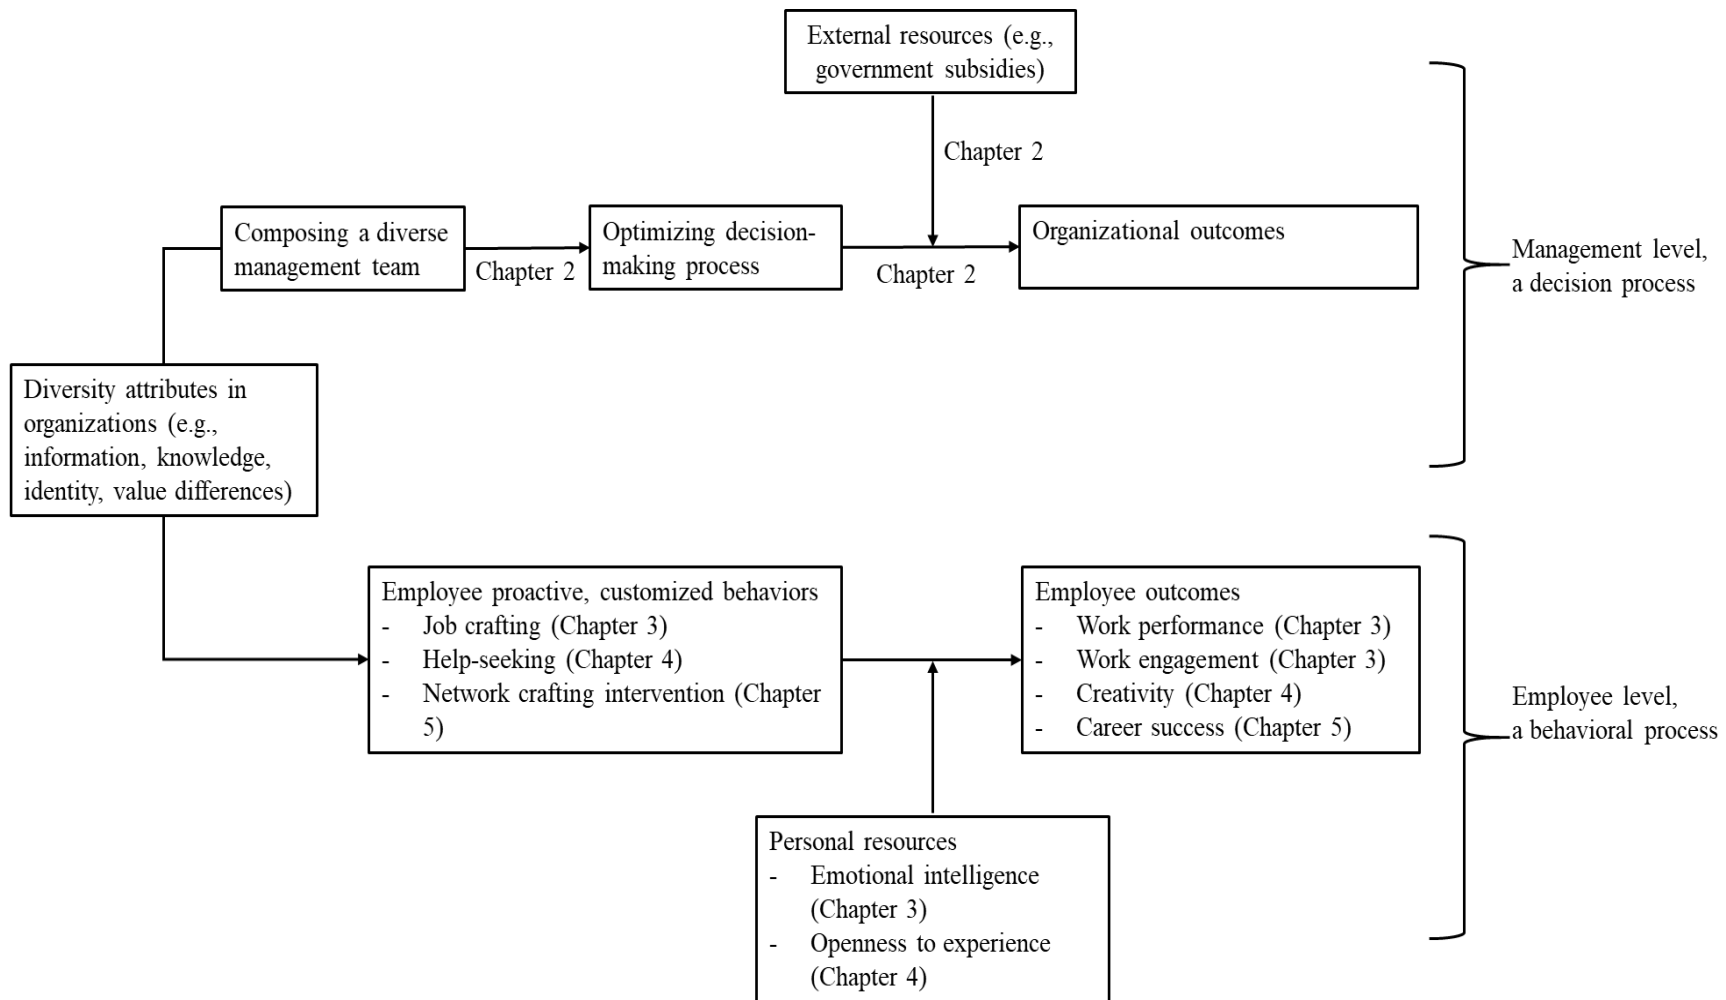 External resources (e.g.,
government subsidies)
Chapter 2
Composing a diverse
management team
Chapter 2
Optimizing decision-
making process
Chapter 2
Organizational outcomes
Management level,
a decision process
Diversity attributes in
organizations (e.g.,
information, knowledge,
identity, value differences)
Employee proactive, customized behaviors
- Job crafting (Chapter 3)
- Help-seeking (Chapter 4)
- Network crafting intervention (Chapter
5)
Employee outcomes
- Work performance (Chapter 3)
- Work engagement (Chapter 3)
- Creativity (Chapter 4)
- Career success (Chapter 5)
Employee level,
a behavioral process
Personal resources
- Emotional intelligence
(Chapter 3)
- Openness to experience
(Chapter 4)